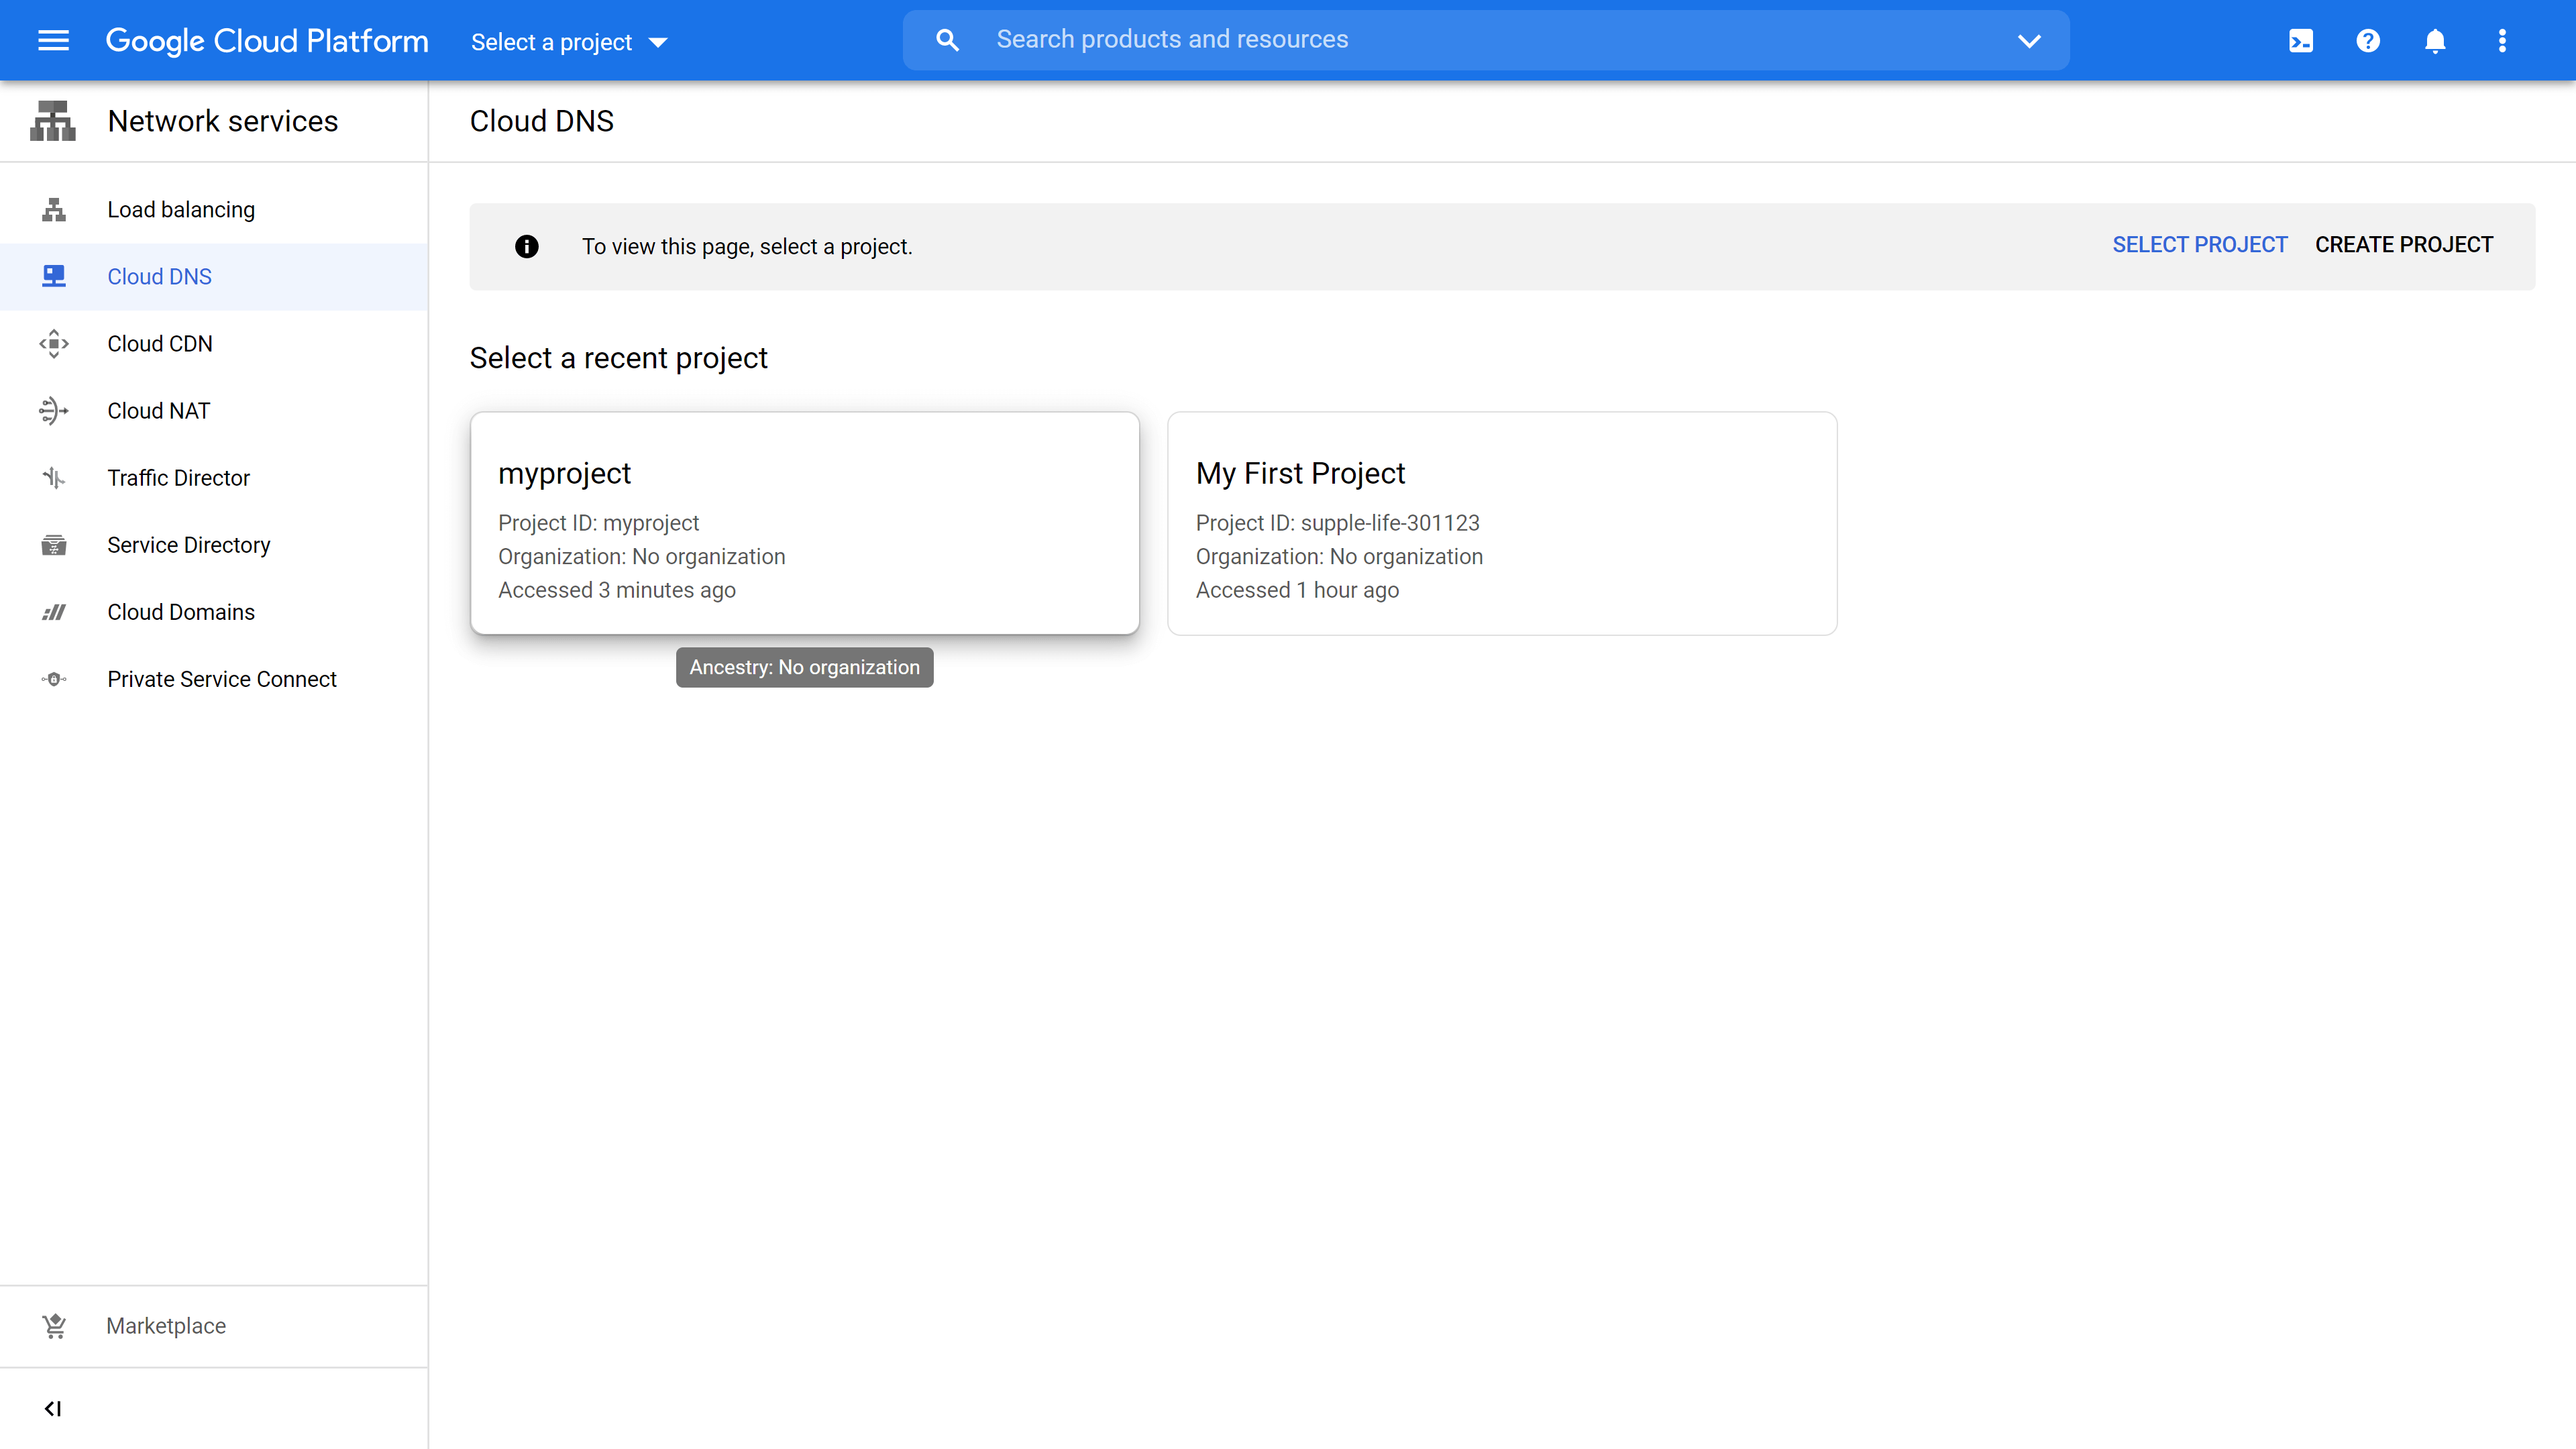 Google Cloud Platform
Select a project
Search products and resources
Network services
Load balancing
Cloud DNS
Cloud CDN
Cloud NAT
Traffic Director
Service Directory
Cloud Domains
Private Service Connect
Marketplace
Cloud DNS
To view this page, select a project.
SELECT PROJECT
CREATE PROJECT
Select a recent project
myproject
Project ID: myproject
Organization: No organization
Accessed 3 minutes ago
Ancestry: No organization
My First Project
Project ID: supple-life-301123
Organization: No organization
Accessed 1 hour ago